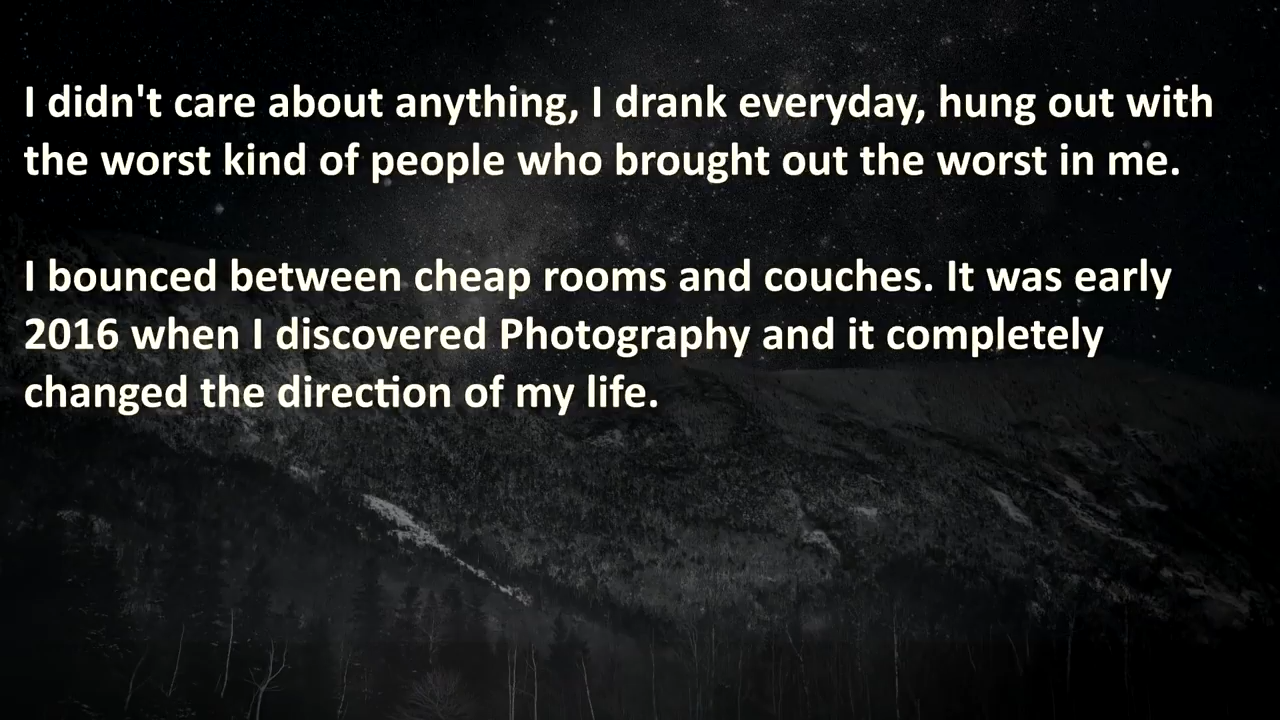 I didn't care about anything, I drank everyday, hung out with
the worst kind of people who brought out the worst in me.
I bounced between cheap rooms and couches. It was early
2016 when I discovered Photography and it completely
changed the direction of my life.